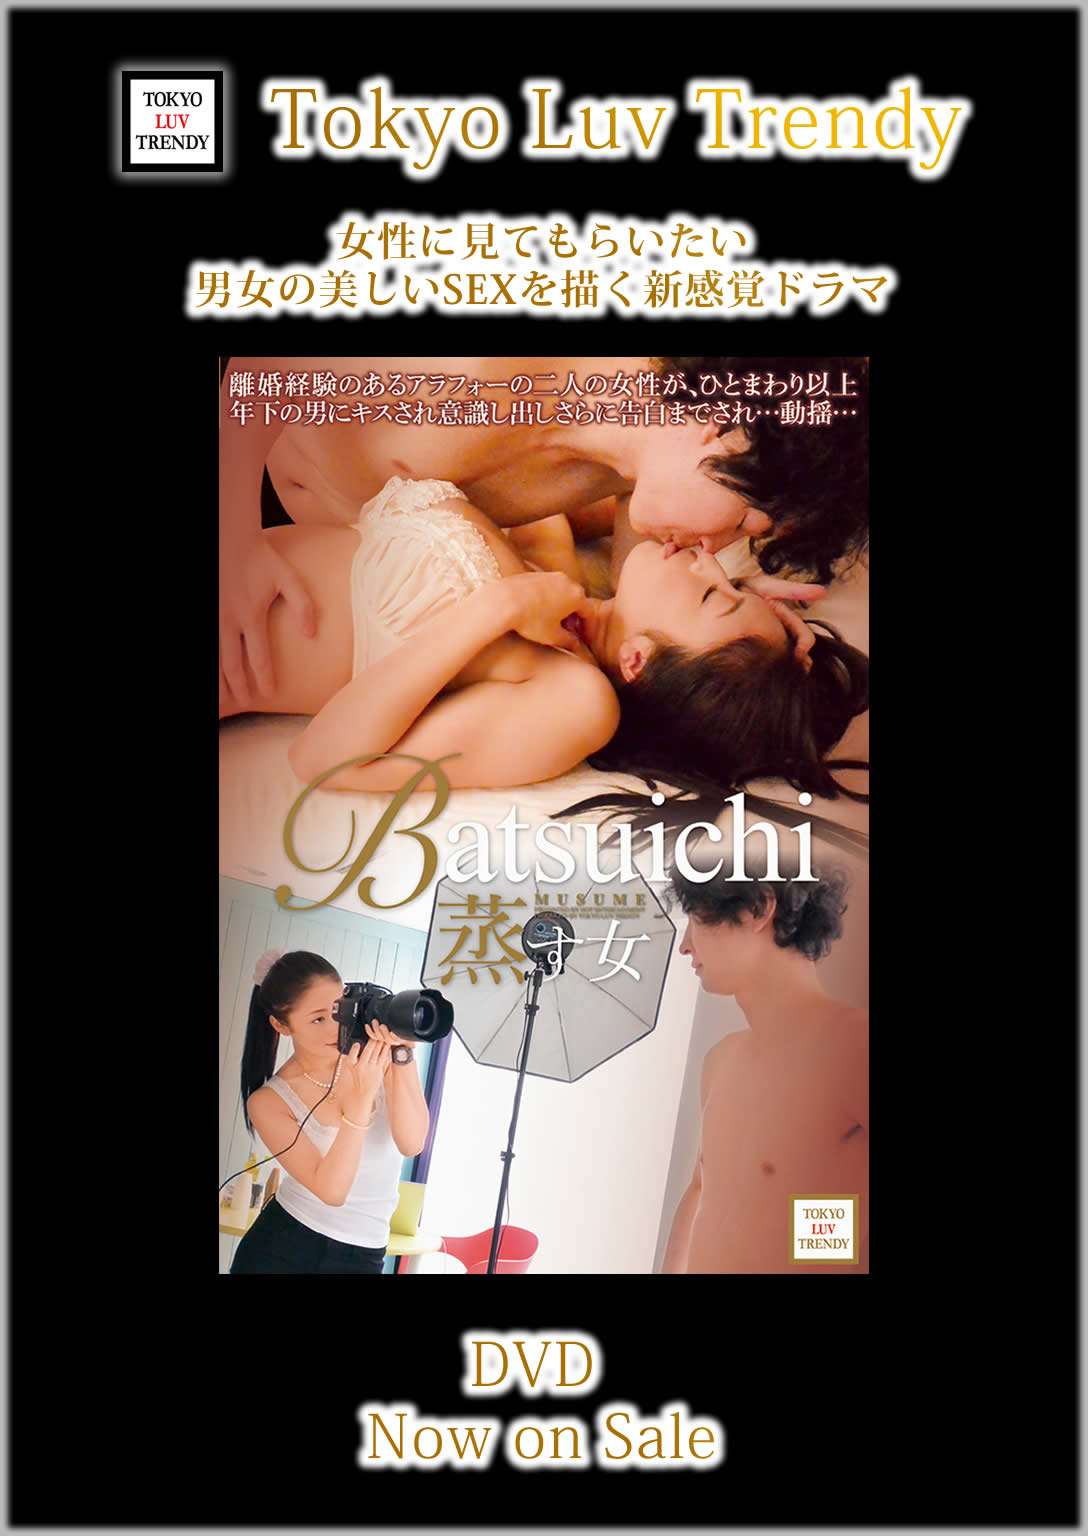 TOKYO
LUV
TRENDY
Tokyo Luv Trendy
女性に見てもらいたい
男女の美しいSEXを描く新感覚ドラマ
離婚経験のあるアラフォーの二人の女性が、ひとまわり以上
年下の男にキスされ意識し出しさらに告白までされ…動揺…
Batsuichi
MUSUME
蒸す女
TOKYO
LUV
TRENDY
DVD
Now on Sale